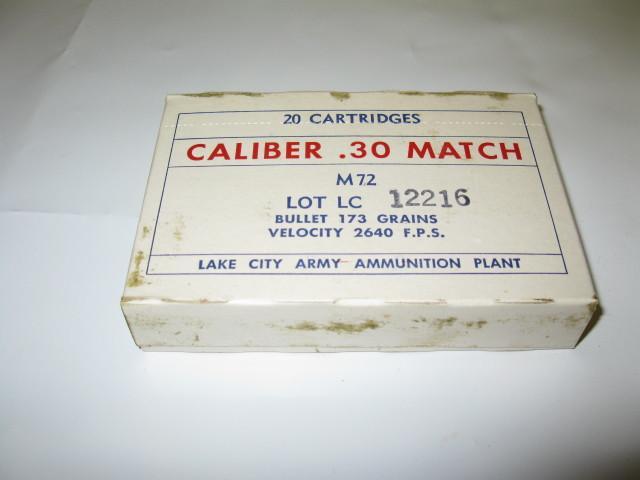 20 CARTRIDGES
CALIBER .30 MATCH
M72
LOT LC 12216
BULLET 173 GRAINS
VELOCITY 2640 F.P.S.
LAKE CITY ARMY AMMUNITION PLANT